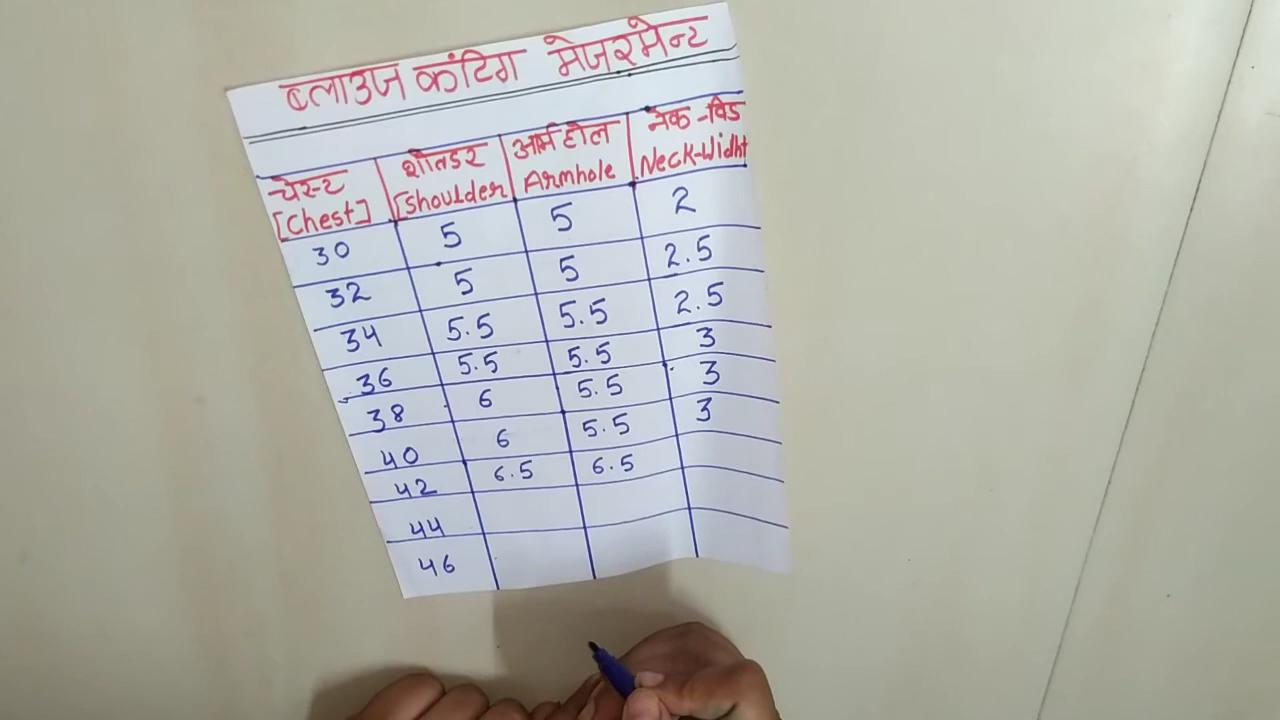 ब्लाउज कंटिग मेजरमेन्ट
चेस्ट शोलडर आर्महोल नेक-विड
[Chest] [Shoulder Armhole Neck-Widht
30 5 5 2
32 5 5 2.5
34 5.5 5.5 2.5
36 5.5 5.5 3
38 6 5.5 3
40 6 5.5 3
42 6.5 6.5
44
46